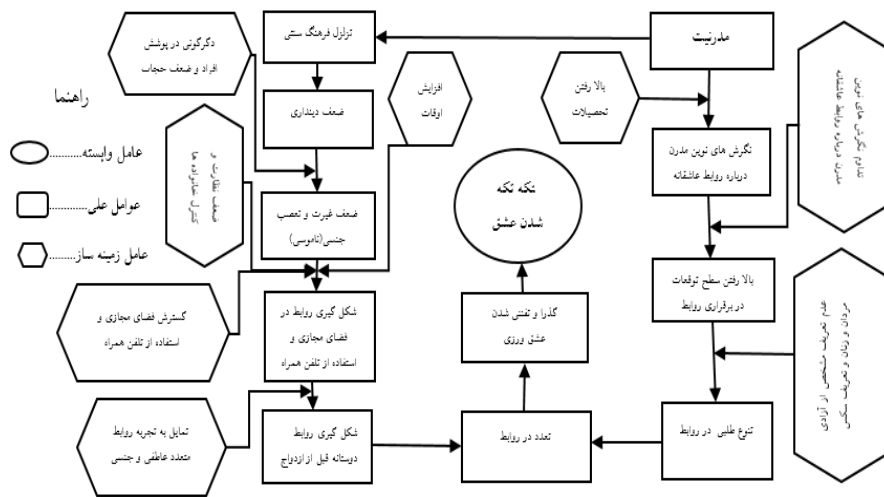 مدرنیت
تزلزل فرهنگ سنتی
دگرگونی در پوشش
افراد و ضعف حجاب
راهنما
عامل وابسته..........
عوامل علی.......
عامل زمینه ساز.......
افزایش
اوقات
بالا رفتن
تحصیلات
تداوم نگرش های نوین
مدرن درباره روابط عاشقانه
ضعف دینداری
نگرش های نوین مدرن
درباره روابط عاشقانه
ضعف نظارت و
کنترل خانواده ها
تکه تکه
شدن عشق
ضعف غیرت و تعصب
جنسی(ناموسی)
بالا رفتن سطح توقعات
در برقراری روابط
عدم تعریف مشخص از آزادی
مردان و زنان و تعریف سکس
گسترش فضای مجازی و
استفاده از تلفن همراه
شکل گیری روابط در
فضای مجازی و
استفاده از تلفن همراه
گذرا و تفننی شدن
عشق ورزی
تمایل به تجربه روابط
متعدد عاطفی و جنسی
شکل گیری روابط
دوستانه قبل از ازدواج
تعدد در روابط
تنوع طلبی در روابط